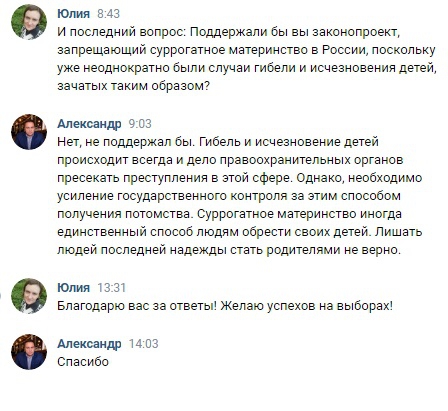 Юлия 8:43
И последний вопрос: Поддержали бы вы законопроект,
запрещающий суррогатное материнство в России, поскольку
уже неоднократно были случаи гибели и исчезновения детей,
зачатых таким образом?
Александр 9:03
Нет, не поддержал бы. Гибель и исчезновение детей
происходит всегда и дело правоохранительных органов
пресекать преступления в этой сфере. Однако, необходимо
усиление государственного контроля за этим способом
получения потомства. Суррогатное материнство иногда
единственный способ людям обрести своих детей. Лишать
людей последней надежды стать родителями не верно.
Юлия 13:31
Благодарю вас за ответы! Желаю успехов на выборах!
Александр 14:03
Спасибо